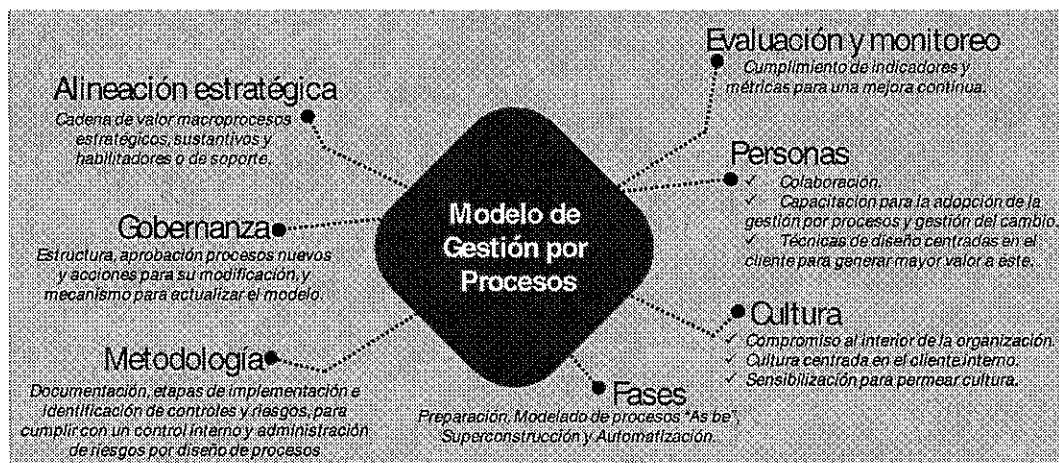 Alineación estratégica
Cadena de valor macroprocesos
estratégicos, sustantivos y
habilitadores o de soporte.
Gobernanza
Estructura, aprobación procesos nuevos
y acciones para su modificación, y
mecanismo para actualizar el modelo.
Metodología
Documentación, etapas de implementación e
identificación de controles y riesgos, para
cumplir con un control interno y administración
de riesgos por diseño de procesos
Modelo de
Gestión por
Procesos
Evaluación y monitoreo
Cumplimiento de indicadores y
métricas para una mejora continua.
Personas
✓ Colaboración.
✓ Capacitación para la adopción de la
gestión por procesos y gestión del cambio.
✓ Técnicas de diseño centradas en el
cliente para generar mayor valor a este.
Cultura
✓ Compromiso al interior de la organización.
✓ Cultura centrada en el cliente interno.
✓ Sensibilización para permear cultura.
Fases
Preparación, Modelado de procesos "As be",
Superconstrucción y Automatización.